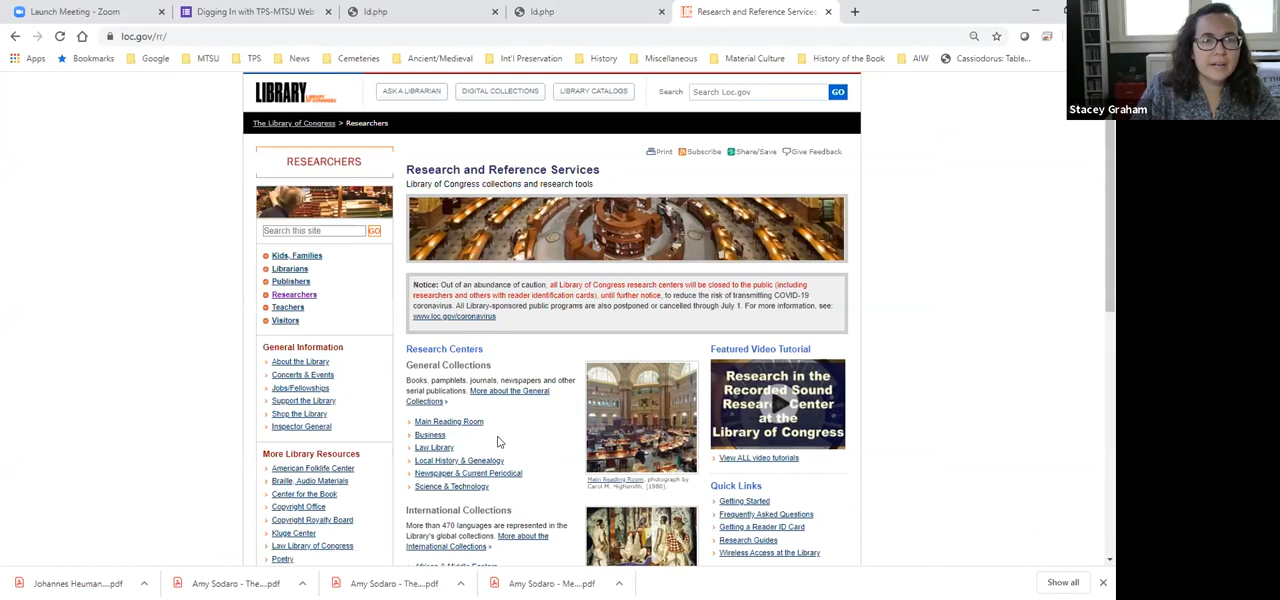 Launch Meeting - Zoom
Digging In with TPS-MTSU Web
ld.php
ld.php
Research and Reference Services
loc.gov/rr/
Apps
Bookmarks
Google
MTSU
TPS
News
Cemeteries
Ancient/Medieval
Int'l Preservation
History
Miscellaneous
Material Culture
History of the Book
AIW
Cassiodorus: Table...
Stacey Graham
LIBRARY
ASK A LIBRARIAN
DIGITAL COLLECTIONS
LIBRARY CATALOGS
Search
Search Loc.gov
GO
The Library of Congress > Researchers
Print
Subscribe
Share/Save
Give Feedback
RESEARCHERS
Search this site
GO
Kids, Families
Librarians
Publishers
Researchers
Teachers
Visitors
General Information
About the Library
Concerts & Events
Jobs/Fellowships
Support the Library
Shop the Library
Inspector General
More Library Resources
American Folklife Center
Braille, Audio Materials
Center for the Book
Copyright Office
Copyright Royalty Board
Kluge Center
Law Library of Congress
Poetry
Research and Reference Services
Library of Congress collections and research tools
Notice: Out of an abundance of caution, all Library of Congress research centers will be closed to the public (including
researchers and others with reader identification cards), until further notice, to reduce the risk of transmitting COVID-19
coronavirus. All Library-sponsored public programs are also postponed or cancelled through July 1. For more information, see:
www.loc.gov/coronavirus
Research Centers
General Collections
Books, pamphlets, journals, newspapers and other
serial publications. More about the General
Collections »
Main Reading Room
Business
Law Library
Local History & Genealogy
Newspaper & Current Periodical
Science & Technology
International Collections
More than 470 languages are represented in the
Library's global collections. More about the
International Collections »
Main Reading Room, photograph by
Carol M. Highsmith, [1980].
Featured Video Tutorial
Research in the
Recorded Sound
Research Center
at the
Library of Congress
View ALL video tutorials
Quick Links
Getting Started
Frequently Asked Questions
Getting a Reader ID Card
Research Guides
Wireless Access at the Library
Johannes Heuman....pdf
Amy Sodaro - The....pdf
Amy Sodaro - The....pdf
Amy Sodaro - Me....pdf
Show all